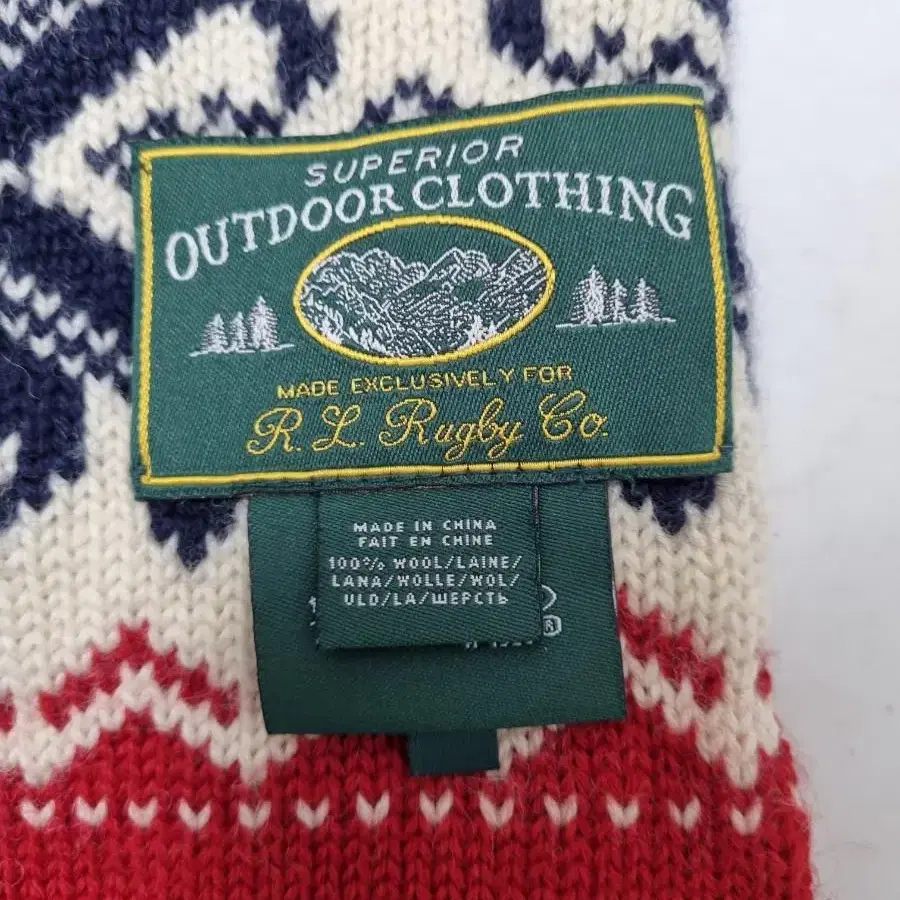 SUPERIOR
OUTDOOR CLOTHING
MADE EXCLUSIVELY FOR
R. L. Rugby Co.
MADE IN CHINA
FAIT EN CHINE
100% WOOL/LAINE/
LANA/WOLLE/WOL/
ULD/LA/ШЕРСТЬ
®